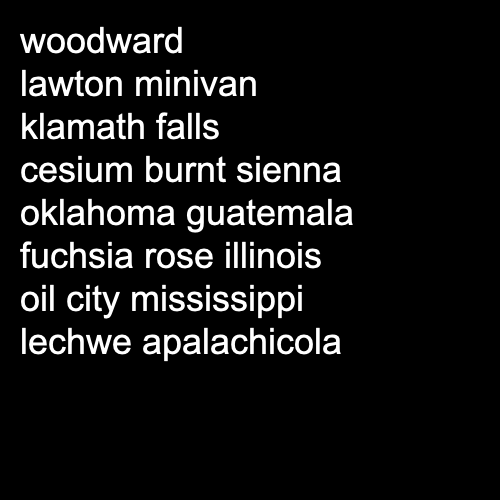 woodward
lawton minivan
klamath falls
cesium burnt sienna
oklahoma guatemala
fuchsia rose illinois
oil city mississippi
lechwe apalachicola